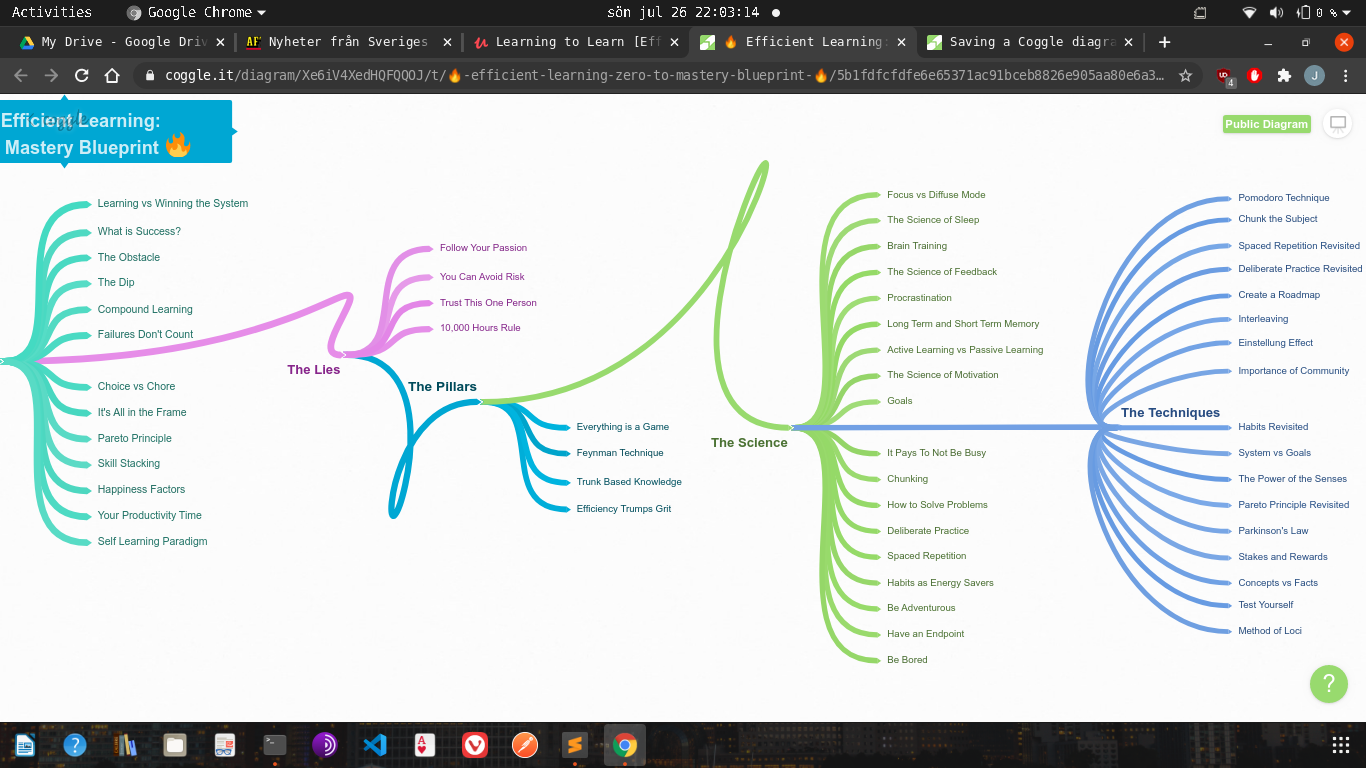 Activities
Google Chrome
sön jul 26 22:03:14
0 %
My Drive - Google Driv
Nyheter från Sveriges
Learning to Learn [Eff
🔥 Efficient Learning:
Saving a Coggle diagra
coggle.it/diagram/Xe6iV4XedHQFQQOJ/t/🔥-efficient-learning-zero-to-mastery-blueprint-🔥/5b1fdfcfdfe6e65371ac91bceb8826e905aa80e6a3…
4
J
Efficient Learning:
Mastery Blueprint 🔥
Public Diagram
Learning vs Winning the System
What is Success?
The Obstacle
The Dip
Compound Learning
Failures Don't Count
Choice vs Chore
It's All in the Frame
Pareto Principle
Skill Stacking
Happiness Factors
Your Productivity Time
Self Learning Paradigm
The Lies
Follow Your Passion
You Can Avoid Risk
Trust This One Person
10,000 Hours Rule
The Pillars
Everything is a Game
Feynman Technique
Trunk Based Knowledge
Efficiency Trumps Grit
The Science
Focus vs Diffuse Mode
The Science of Sleep
Brain Training
The Science of Feedback
Procrastination
Long Term and Short Term Memory
Active Learning vs Passive Learning
The Science of Motivation
Goals
It Pays To Not Be Busy
Chunking
How to Solve Problems
Deliberate Practice
Spaced Repetition
Habits as Energy Savers
Be Adventurous
Have an Endpoint
Be Bored
The Techniques
Pomodoro Technique
Chunk the Subject
Spaced Repetition Revisited
Deliberate Practice Revisited
Create a Roadmap
Interleaving
Einstellung Effect
Importance of Community
Habits Revisited
System vs Goals
The Power of the Senses
Pareto Principle Revisited
Parkinson's Law
Stakes and Rewards
Concepts vs Facts
Test Yourself
Method of Loci
?